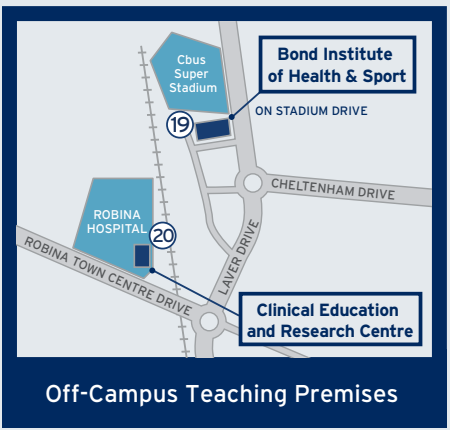 Cbus
Super
Stadium
Bond Institute
of Health & Sport
ON STADIUM DRIVE
19
CHELTENHAM DRIVE
ROBINA
HOSPITAL
20
LAVER DRIVE
ROBINA TOWN CENTRE DRIVE
Clinical Education
and Research Centre
Off-Campus Teaching Premises